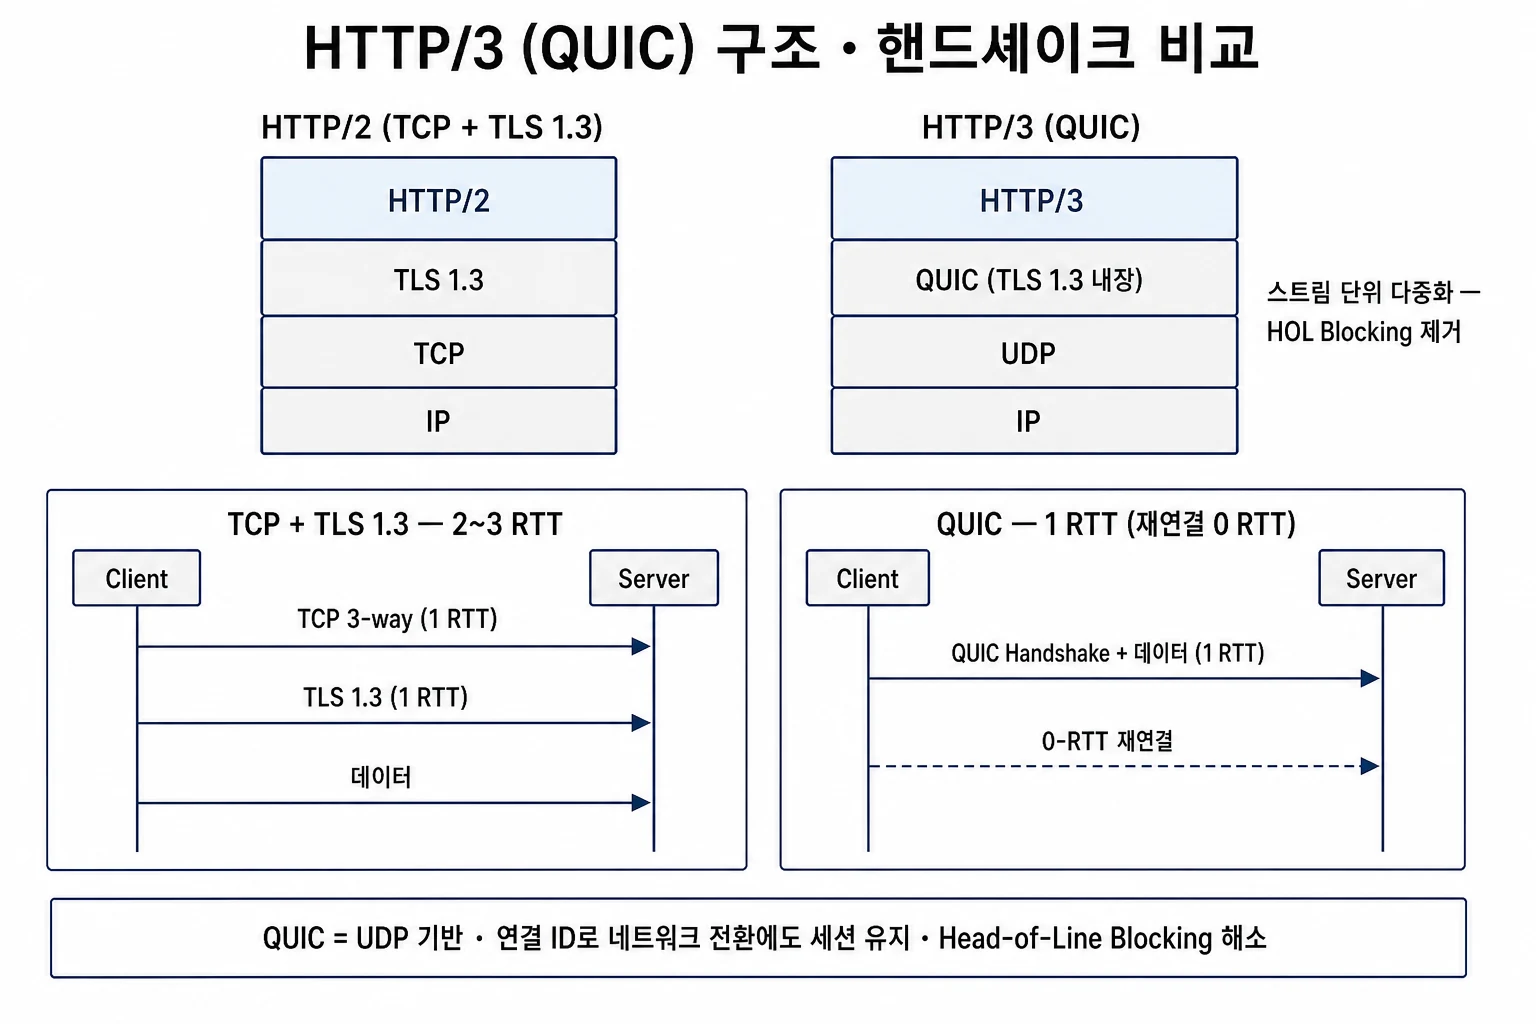 HTTP/3 (QUIC) 구조 · 핸드셰이크 비교
HTTP/2 (TCP + TLS 1.3)
HTTP/2
TLS 1.3
TCP
IP
HTTP/3 (QUIC)
HTTP/3
QUIC (TLS 1.3 내장)
UDP
IP
스트림 단위 다중화 —
HOL Blocking 제거
TCP + TLS 1.3 — 2~3 RTT
Client
Server
TCP 3-way (1 RTT)
TLS 1.3 (1 RTT)
데이터
QUIC — 1 RTT (재연결 0 RTT)
Client
Server
QUIC Handshake + 데이터 (1 RTT)
0-RTT 재연결
QUIC = UDP 기반 · 연결 ID로 네트워크 전환에도 세션 유지 · Head-of-Line Blocking 해소